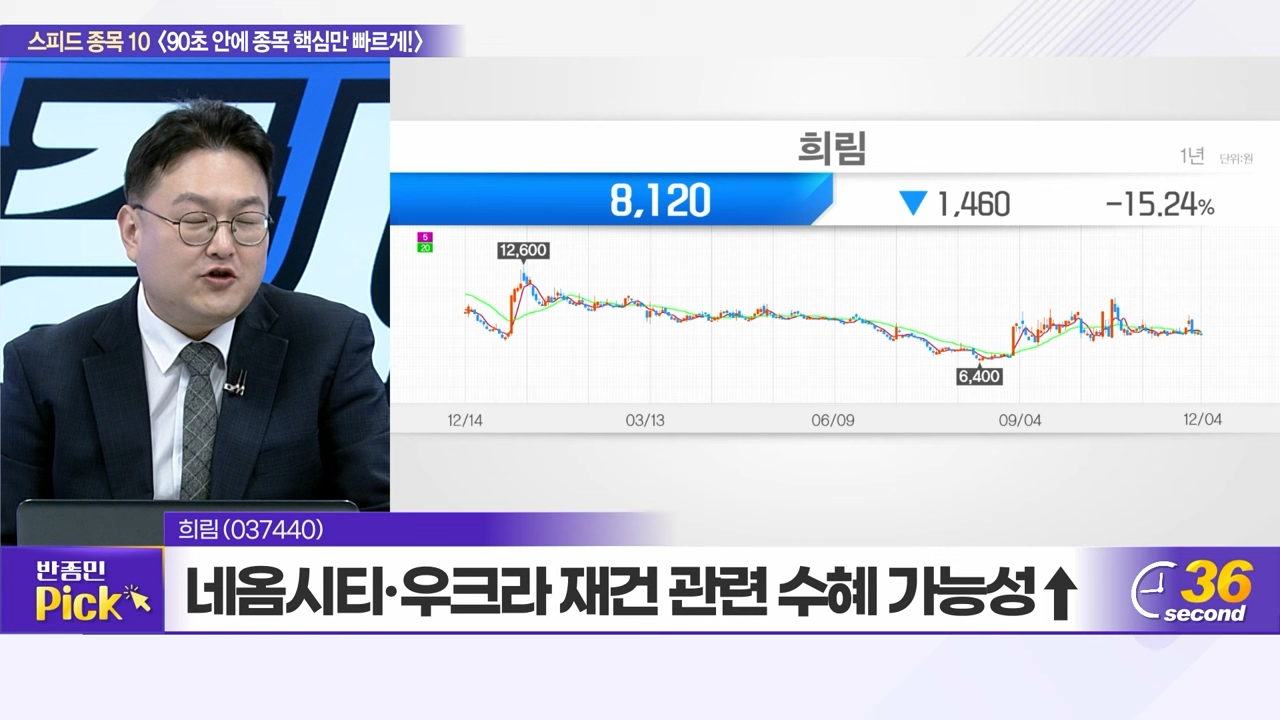 스피드 종목 10 〈90초 안에 종목 핵심만 빠르게!〉
희림
1년 단위:원
8,120 ▼ 1,460 -15.24%
5
20
12,600
6,400
12/14 03/13 06/09 09/04 12/04
희림(037440)
반종민
Pick
네옴시티·우크라 재건 관련 수혜 가능성↑
36
second